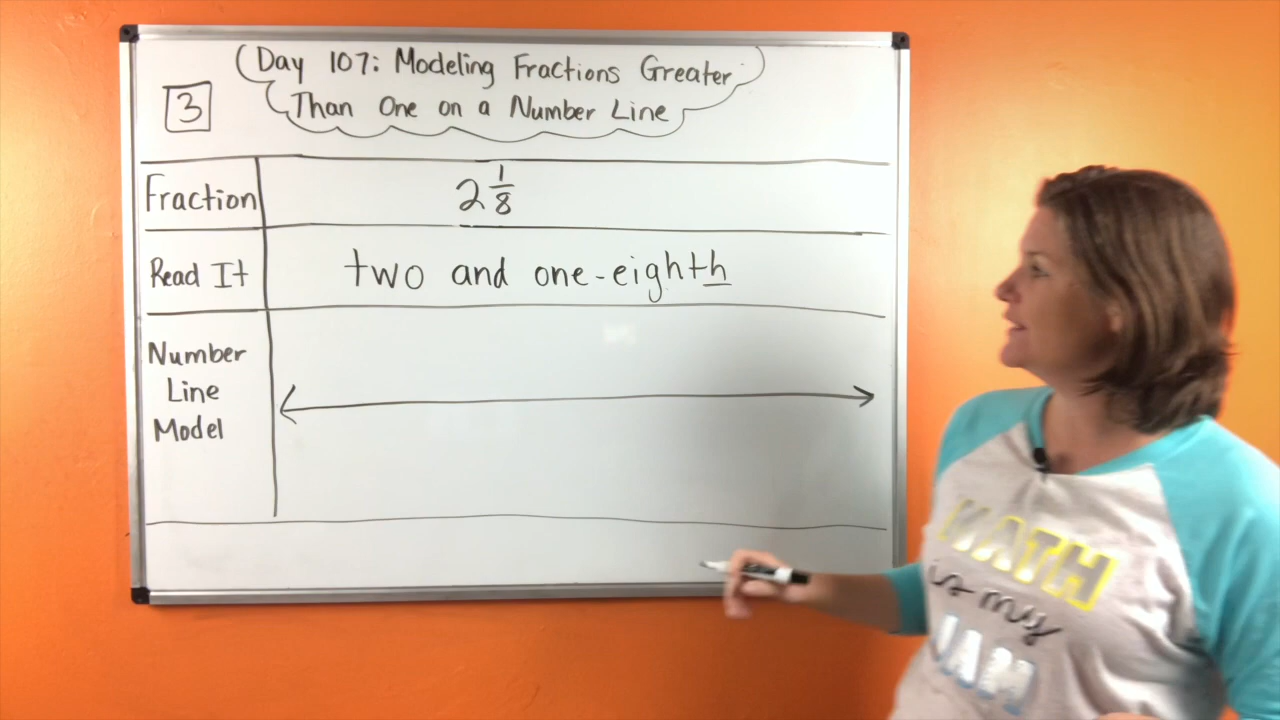 Day 107: Modeling Fractions Greater
Than One on a Number Line
3
Fraction
2 1/8
Read It
two and one-eighth
Number
Line
Model
MATH
is my
JAM